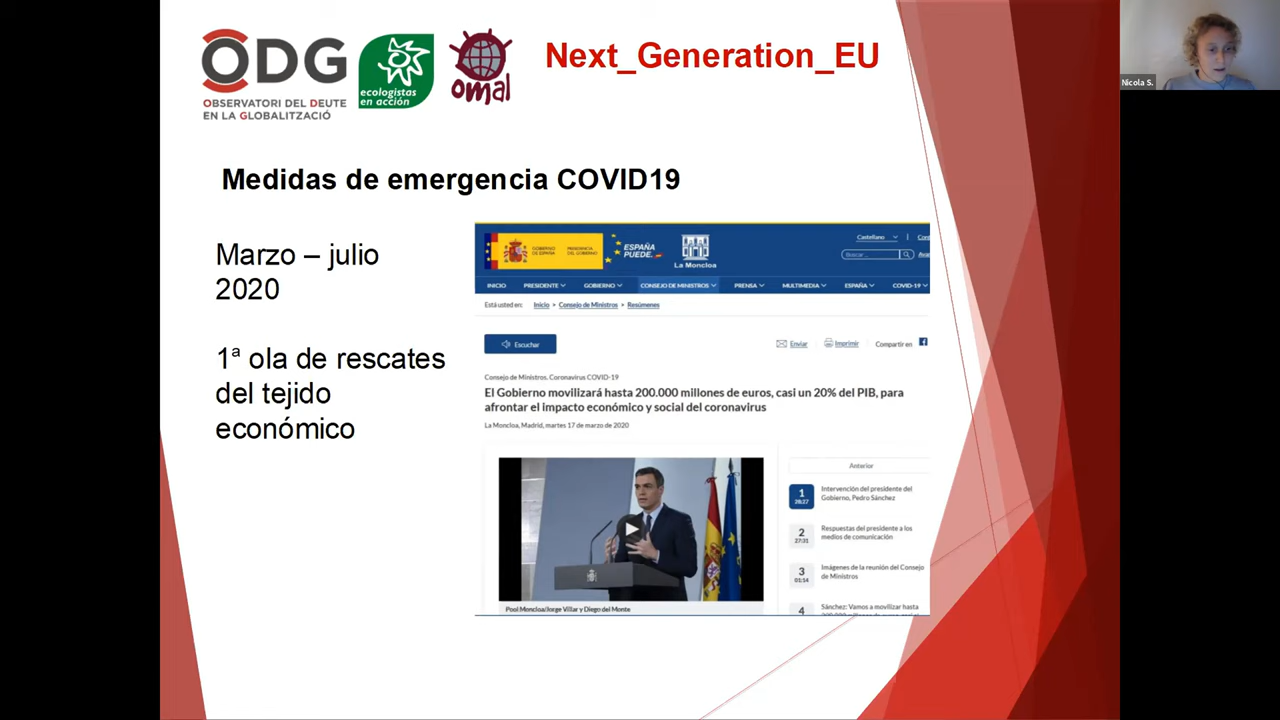 ODG
OBSERVATORI DEL DEUTE
EN LA GLOBALITZACIÓ
ecologistas
en acción
omal
Next_Generation_EU
Nicola S.
Medidas de emergencia COVID19
Marzo – julio
2020
1ª ola de rescates
del tejido
económico
GOBIERNO
DE ESPAÑA
PRESIDENCIA
DEL GOBIERNO
ESPAÑA
PUEDE.
La Moncloa
Castellano
Buscar...
INICIO PRESIDENTE GOBIERNO CONSEJO DE MINISTROS PRENSA MULTIMEDIA ESPAÑA COVID-19
Está usted en: Inicio > Consejo de Ministros > Resúmenes
Escuchar
Enviar Imprimir Compartir en
Consejo de Ministros, Coronavirus COVID-19
El Gobierno movilizará hasta 200.000 millones de euros, casi un 20% del PIB, para
afrontar el impacto económico y social del coronavirus
La Moncloa, Madrid, martes 17 de marzo de 2020
Anterior
1
28:27
Intervención del presidente del
Gobierno, Pedro Sánchez
2
27:31
Respuestas del presidente a los
medios de comunicación
3
01:14
Imágenes de la reunión del Consejo
de Ministros
4
Sánchez: Vamos a movilizar hasta
Pool Moncloa/Jorge Villar y Diego del Monte